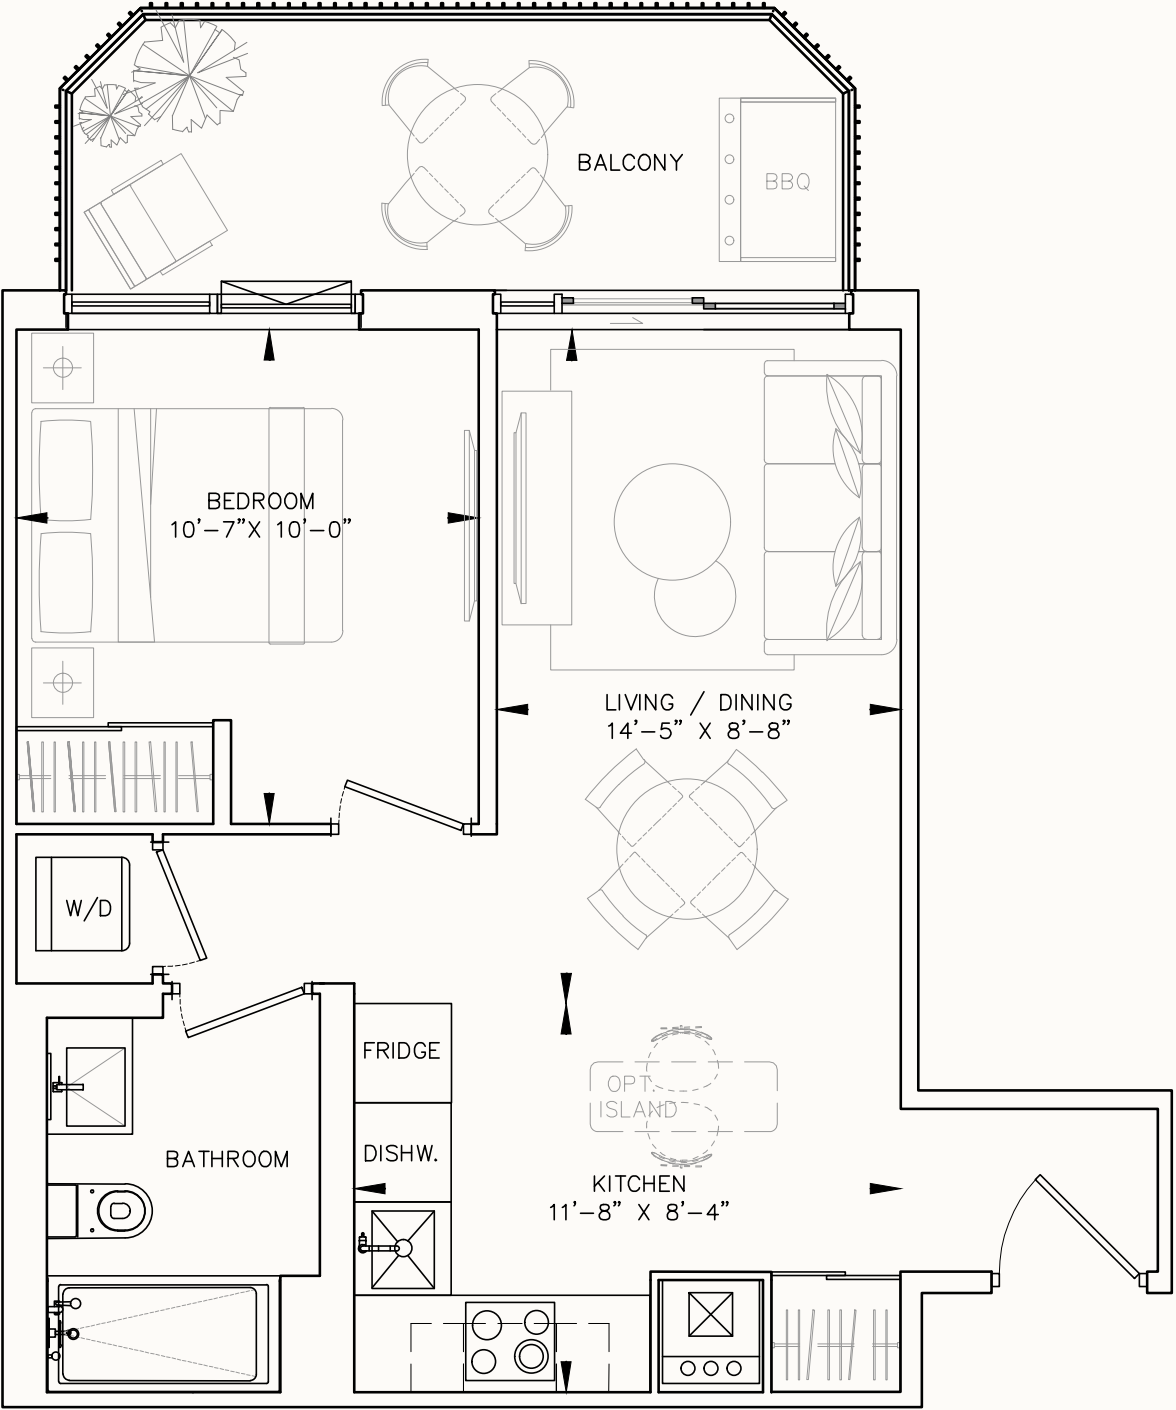 BALCONY
BBQ
BEDROOM
10'-7"X 10'-0"
LIVING / DINING
14'-5" X 8'-8"
W/D
FRIDGE
OPT.
ISLAND
DISHW.
BATHROOM
KITCHEN
11'-8" X 8'-4"